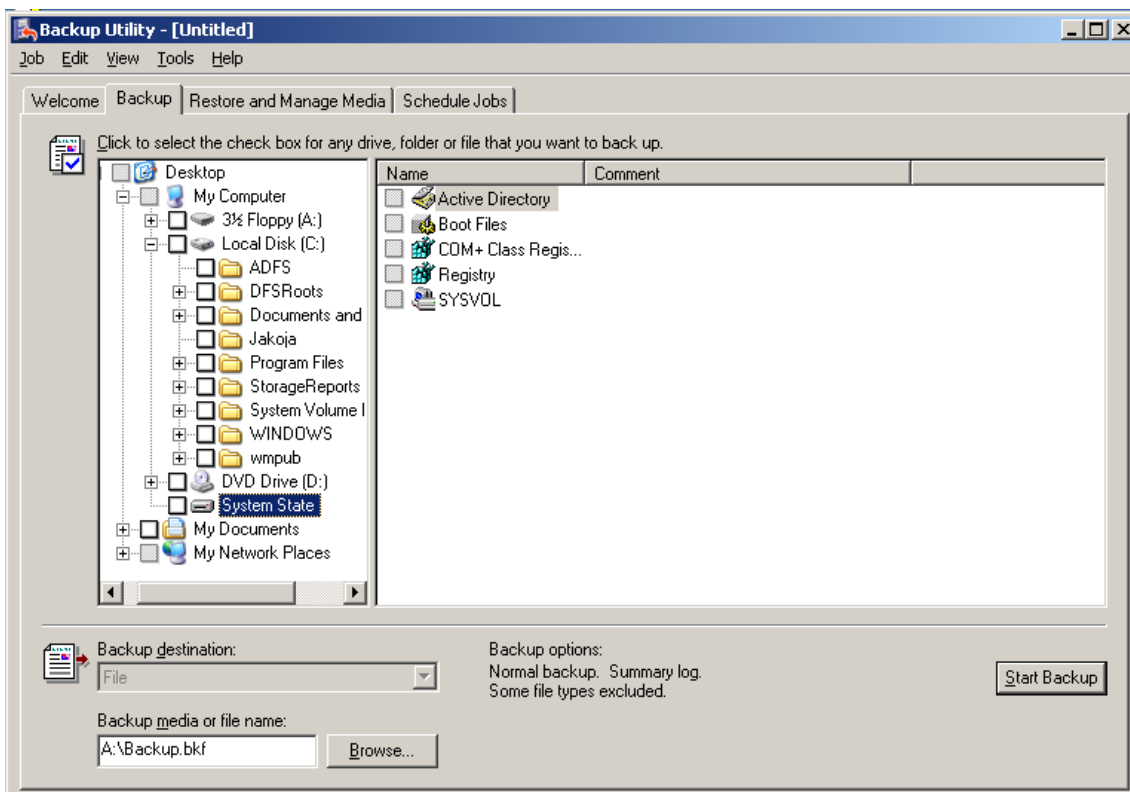 Backup Utility - [Untitled]
Job Edit View Tools Help
Welcome Backup Restore and Manage Media Schedule Jobs
Click to select the check box for any drive, folder or file that you want to back up.
Desktop
My Computer
3½ Floppy (A:)
Local Disk (C:)
ADFS
DFSRoots
Documents and
Jakoja
Program Files
StorageReports
System Volume I
WINDOWS
wmpub
DVD Drive (D:)
System State
My Documents
My Network Places
Name Comment
Active Directory
Boot Files
COM+ Class Regis...
Registry
SYSVOL
Backup destination:
File
Backup media or file name:
A:\Backup.bkf Browse...
Backup options:
Normal backup. Summary log.
Some file types excluded.
Start Backup